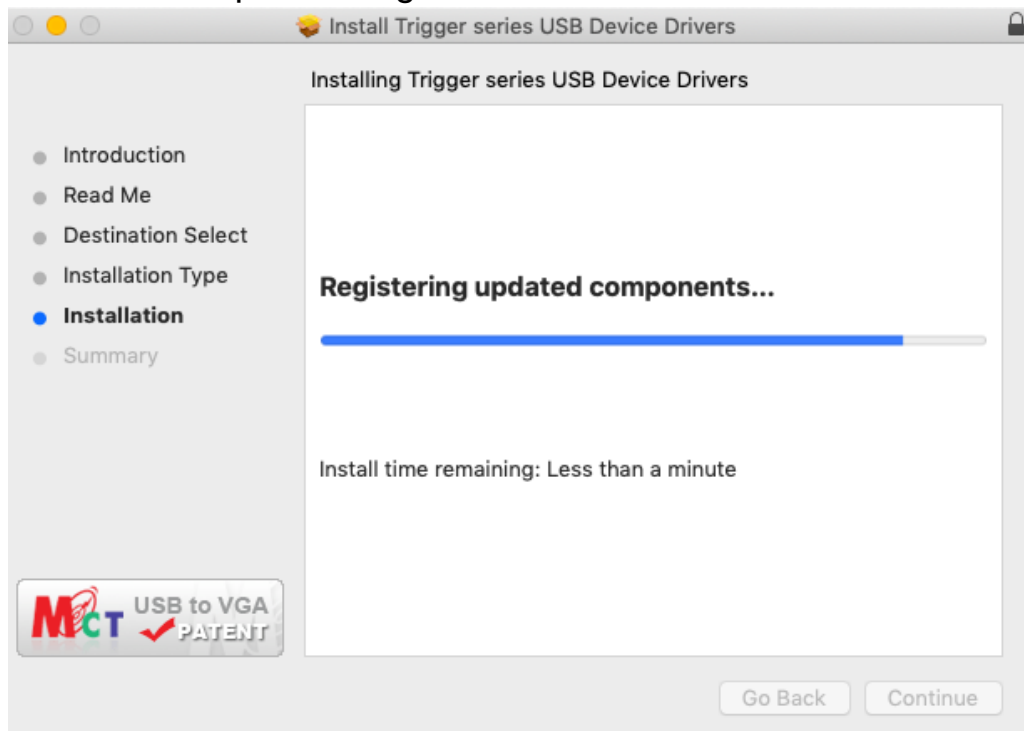 Install Trigger series USB Device Drivers
Installing Trigger series USB Device Drivers
Introduction
Read Me
Destination Select
Installation Type
Installation
Summary
Registering updated components...
Install time remaining: Less than a minute
MCT USB to VGA
PATENT
Go Back Continue